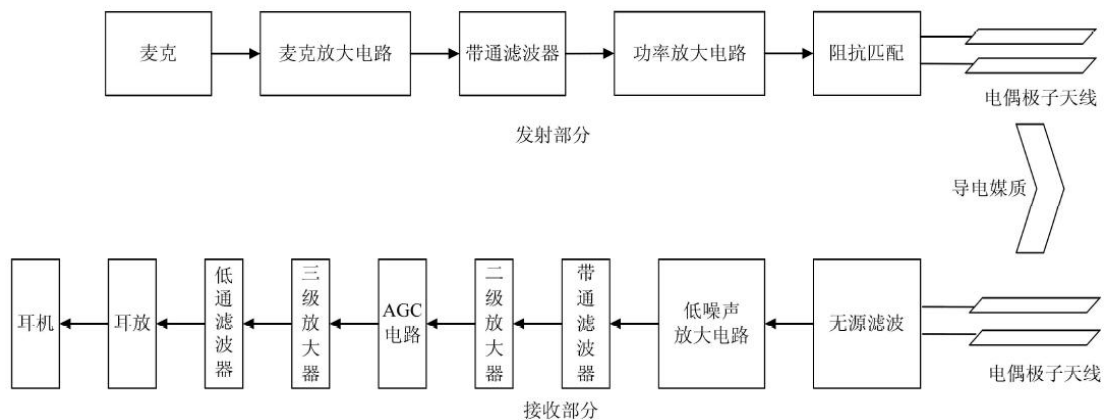 麦克
麦克放大电路
带通滤波器
功率放大电路
阻抗匹配
电偶极子天线
发射部分
导电媒质
耳机
耳放
低通滤波器
三级放大器
AGC
电路
二级放大器
带通滤波器
低噪声
放大电路
无源滤波
电偶极子天线
接收部分